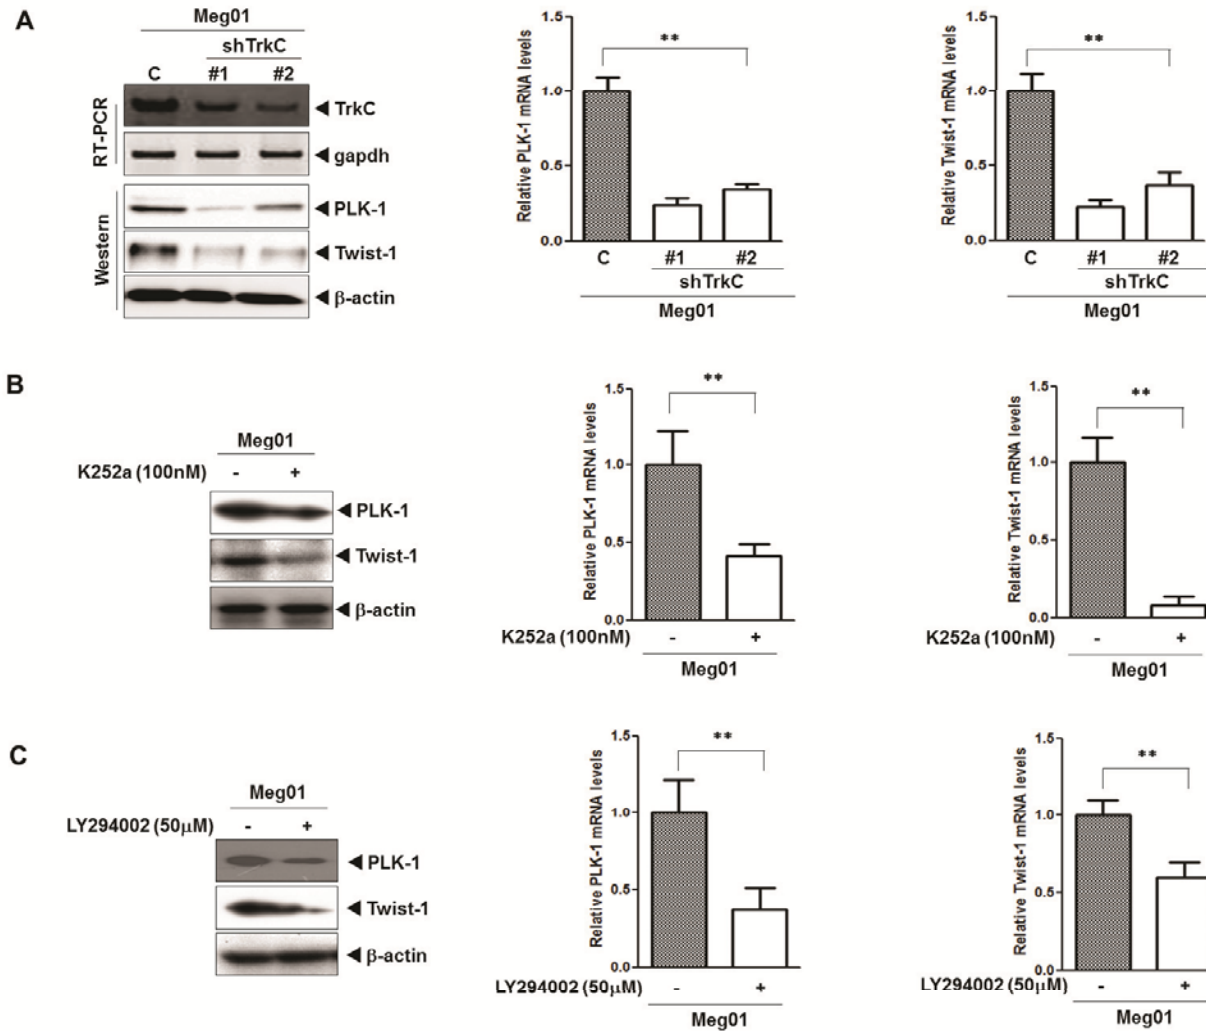 A
Meg01
shTrkC
C #1 #2
RT-PCR
TrkC
gapdh
Western
PLK-1
Twist-1
β-actin
Relative PLK-1 mRNA levels
1.5
1.0
0.5
0.0
**
C #1 #2
shTrkC
Meg01
Relative Twist-1 mRNA levels
1.5
1.0
0.5
0.0
**
C #1 #2
shTrkC
Meg01
B
Meg01
K252a (100nM) - +
PLK-1
Twist-1
β-actin
Relative PLK-1 mRNA levels
1.5
1.0
0.5
0.0
**
K252a (100nM) - +
Meg01
Relative Twist-1 mRNA levels
1.5
1.0
0.5
0.0
**
K252a (100nM) - +
Meg01
C
Meg01
LY294002 (50μM) - +
PLK-1
Twist-1
β-actin
Relative PLK-1 mRNA levels
1.5
1.0
0.5
0.0
**
LY294002 (50μM) - +
Meg01
Relative Twist-1 mRNA levels
1.5
1.0
0.5
0.0
**
LY294002 (50μM) - +
Meg01